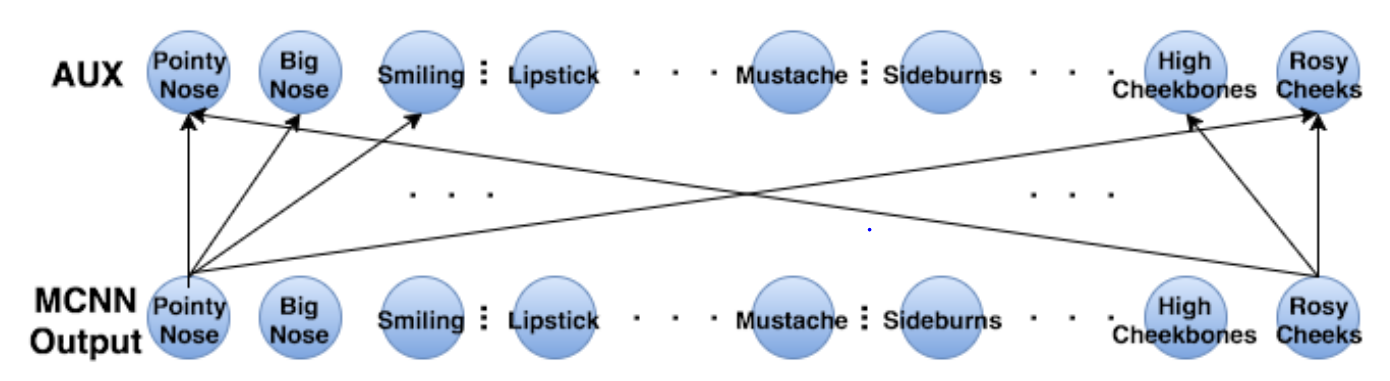 AUX
Pointy
Nose
Big
Nose
Smiling
Lipstick
Mustache
Sideburns
High
Cheekbones
Rosy
Cheeks
MCNN
Output
Pointy
Nose
Big
Nose
Smiling
Lipstick
Mustache
Sideburns
High
Cheekbones
Rosy
Cheeks